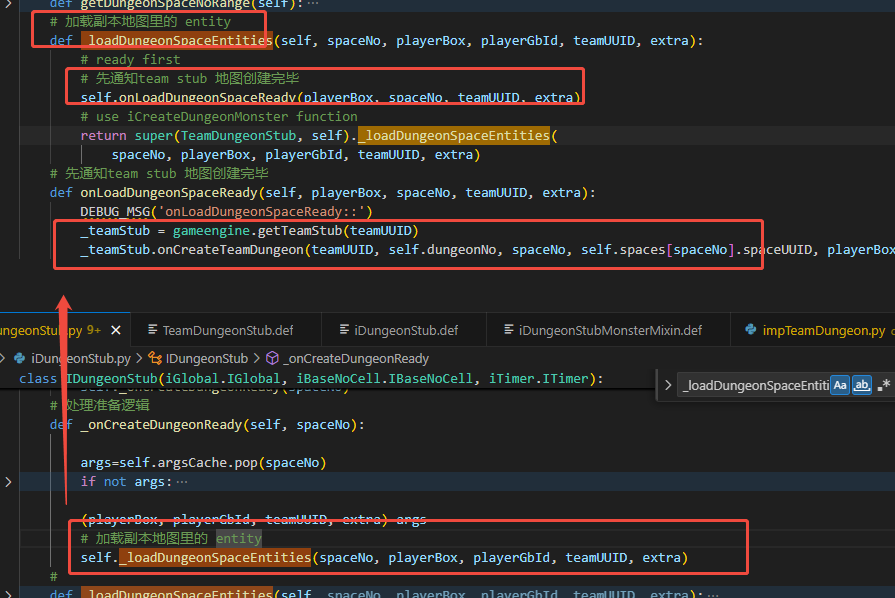 def getDungeonSpaceNoRange(self): ···
# 加载副本地图里的 entity
def _loadDungeonSpaceEntities(self, spaceNo, playerBox, playerGbId, teamUUID, extra):
# ready first
# 先通知team stub 地图创建完毕
self.onLoadDungeonSpaceReady(playerBox, spaceNo, teamUUID, extra)
# use iCreateDungeonMonster function
return super(TeamDungeonStub, self)._loadDungeonSpaceEntities(
spaceNo, playerBox, playerGbId, teamUUID, extra)
# 先通知team stub 地图创建完毕
def onLoadDungeonSpaceReady(self, playerBox, spaceNo, teamUUID, extra):
DEBUG_MSG('onLoadDungeonSpaceReady::')
_teamStub = gameengine.getTeamStub(teamUUID)
_teamStub.onCreateTeamDungeon(teamUUID, self.dungeonNo, spaceNo, self.spaces[spaceNo].spaceUUID, playerBox
ungeonStub.py 9+ × TeamDungeonStub.def iDungeonStub.def iDungeonStubMonsterMixin.def impTeamDungeon.py
iDungeonStub.py > IDungeonStub > _onCreateDungeonReady
class IDungeonStub(iGlobal.IGlobal, iBaseNoCell.IBaseNoCell, iTimer.ITimer):
_loadDungeonSpaceEntiti Aa ab .*
# 处理准备逻辑
def _onCreateDungeonReady(self, spaceNo):
args=self.argsCache.pop(spaceNo)
if not args: ···
(playerBox, playerGbId, teamUUID, extra) args
# 加载副本地图里的 entity
self._loadDungeonSpaceEntities(spaceNo, playerBox, playerGbId, teamUUID, extra)
#
def _loadDungeonSpaceEntities(self, spaceNo, playerBox, playerGbId, teamUUID, extra): ···